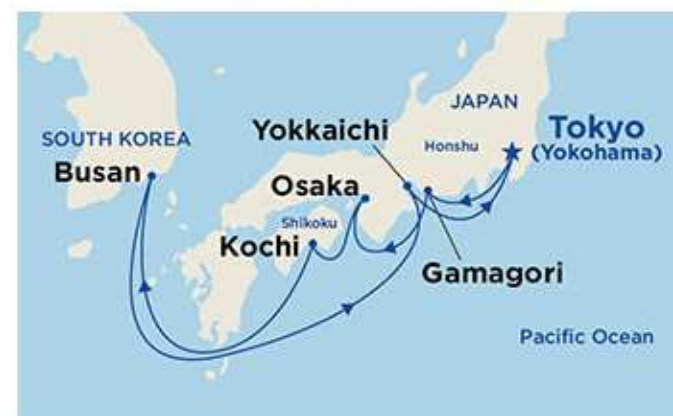 JAPAN
Tokyo
(Yokohama)
Yokkaichi
Honshu
SOUTH KOREA
Busan
Osaka
Shikoku
Kochi
Gamagori
Pacific Ocean